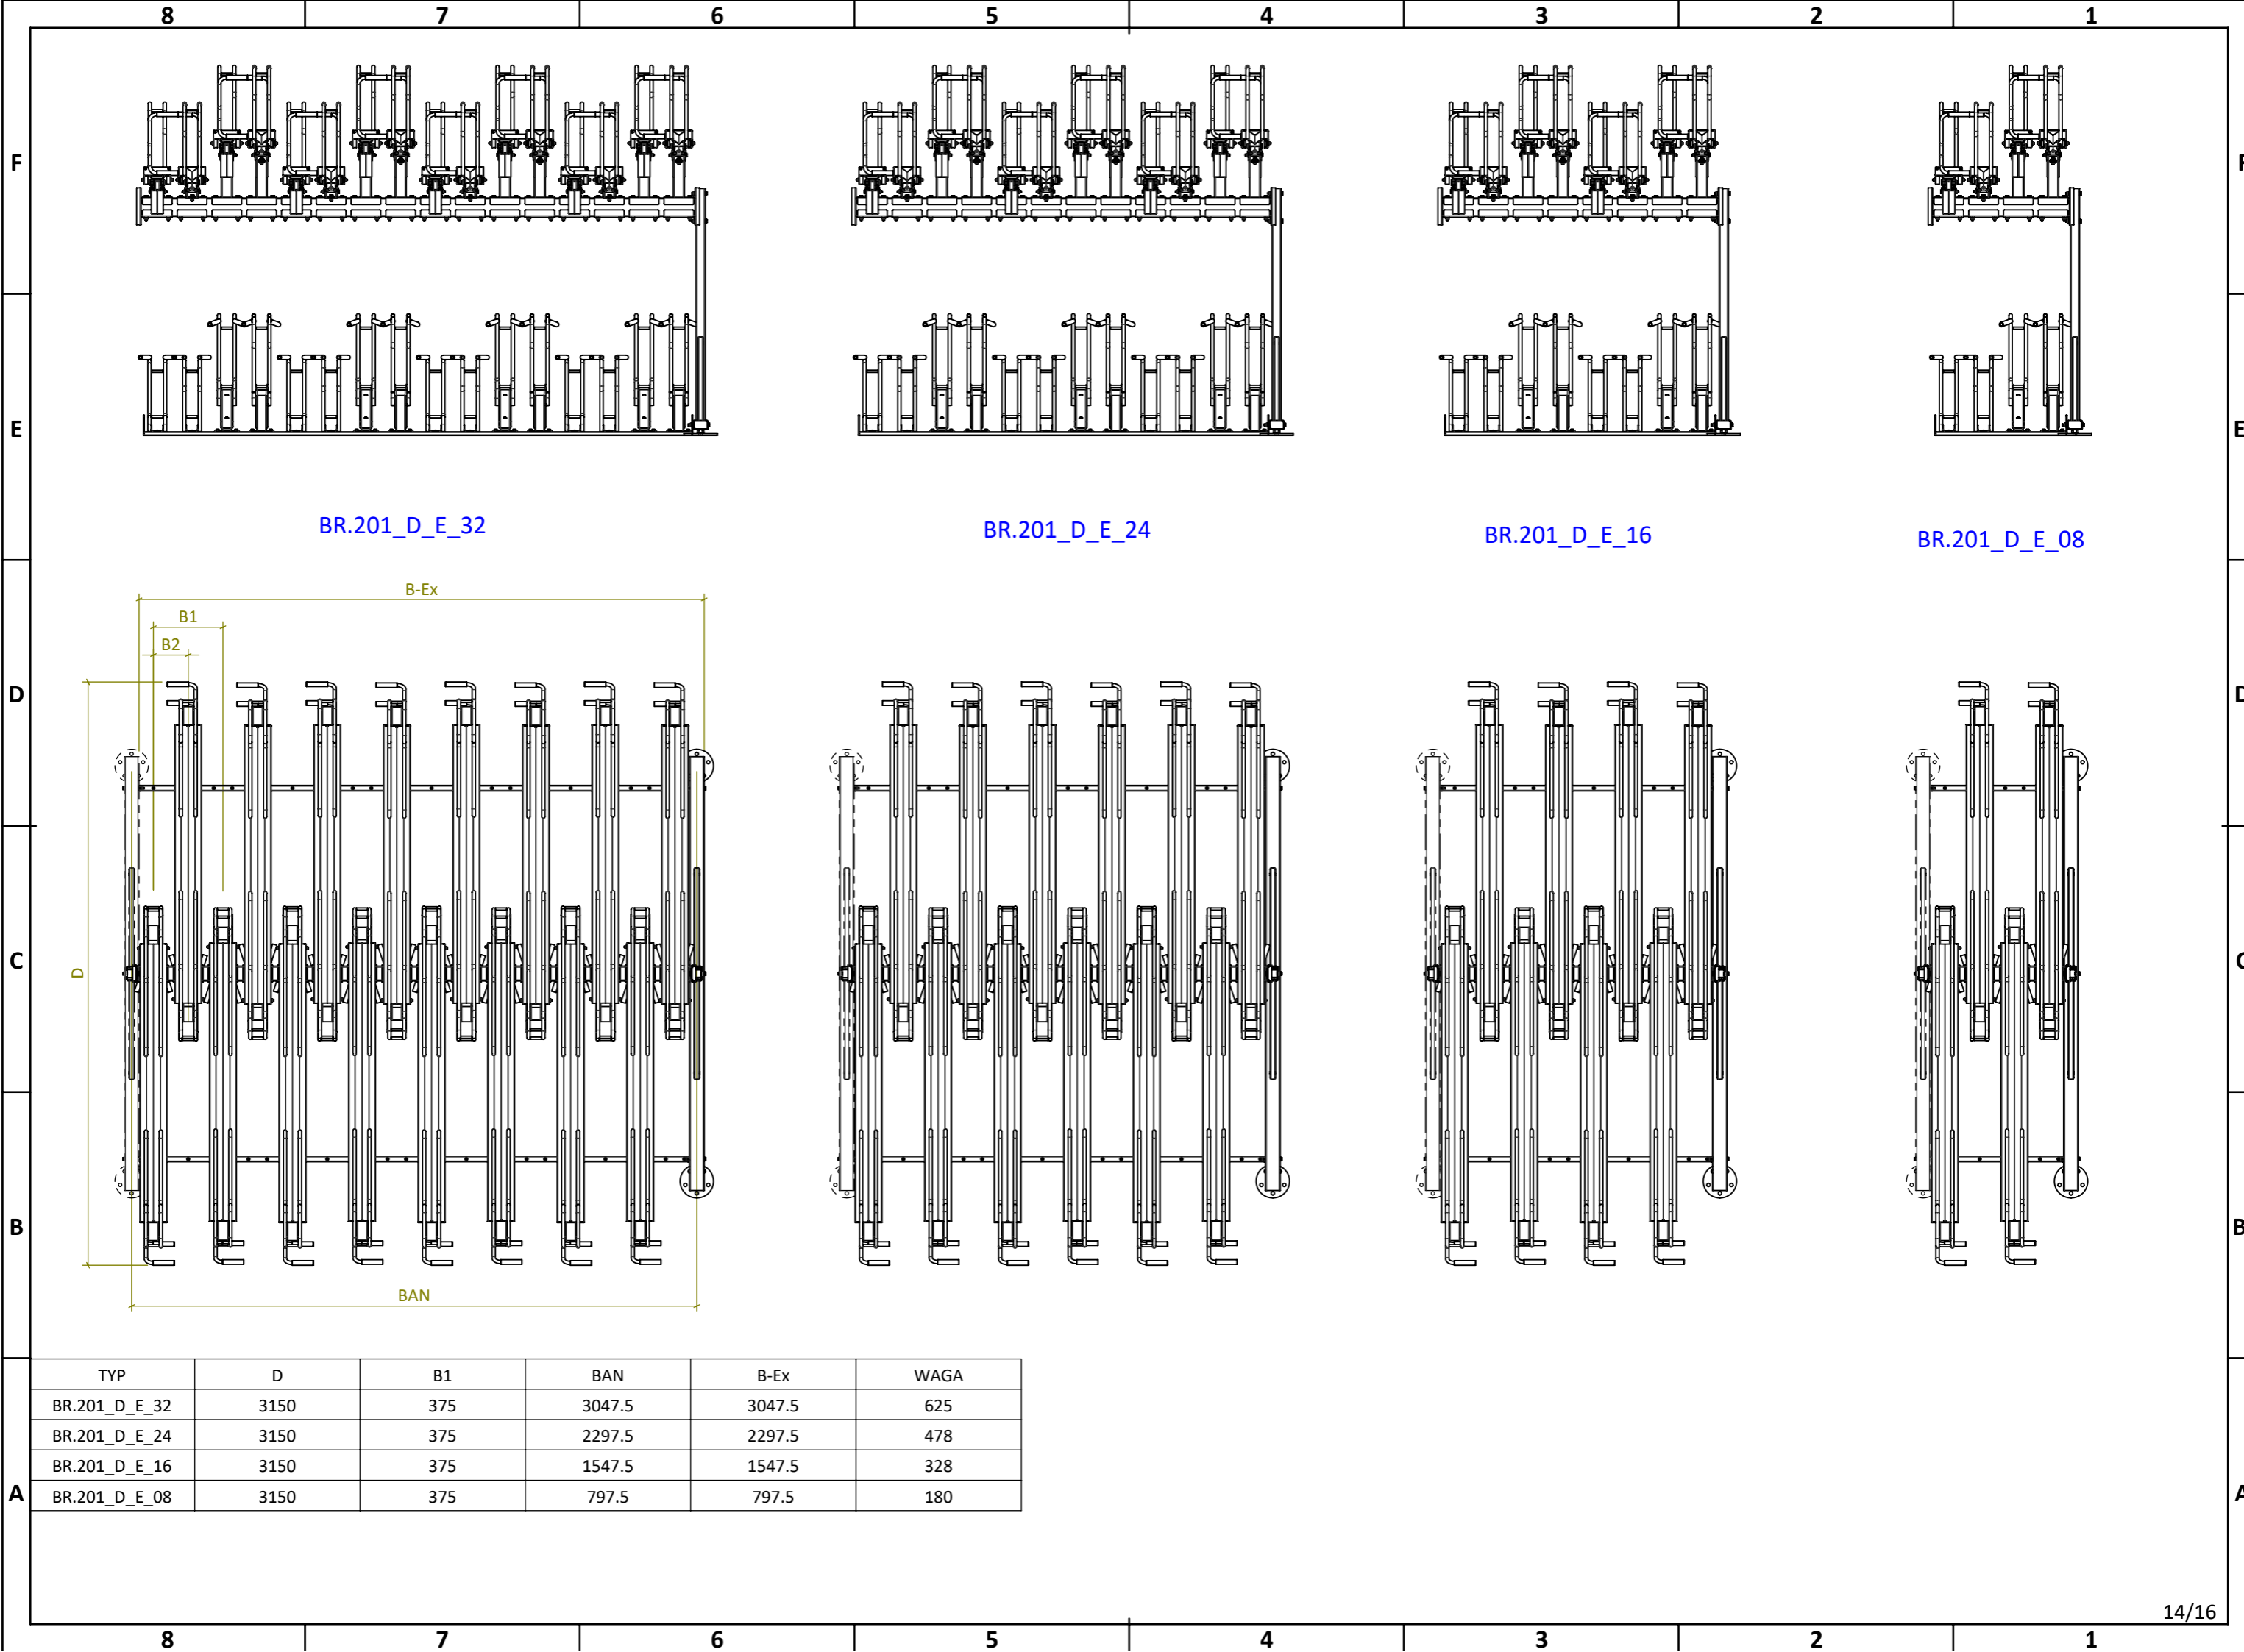 8 7 6 5 4 3 2 1
F
E E
BR.201_D_E_32 BR.201_D_E_24 BR.201_D_E_16 BR.201_D_E_08
B-Ex
B1
B2
D
C
D
B
BAN
TYP D B1 BAN B-Ex WAGA
BR.201_D_E_32 3150 375 3047.5 3047.5 625
BR.201_D_E_24 3150 375 2297.5 2297.5 478
BR.201_D_E_16 3150 375 1547.5 1547.5 328
A BR.201_D_E_08 3150 375 797.5 797.5 180
14/16
8 7 6 5 4 3 2 1